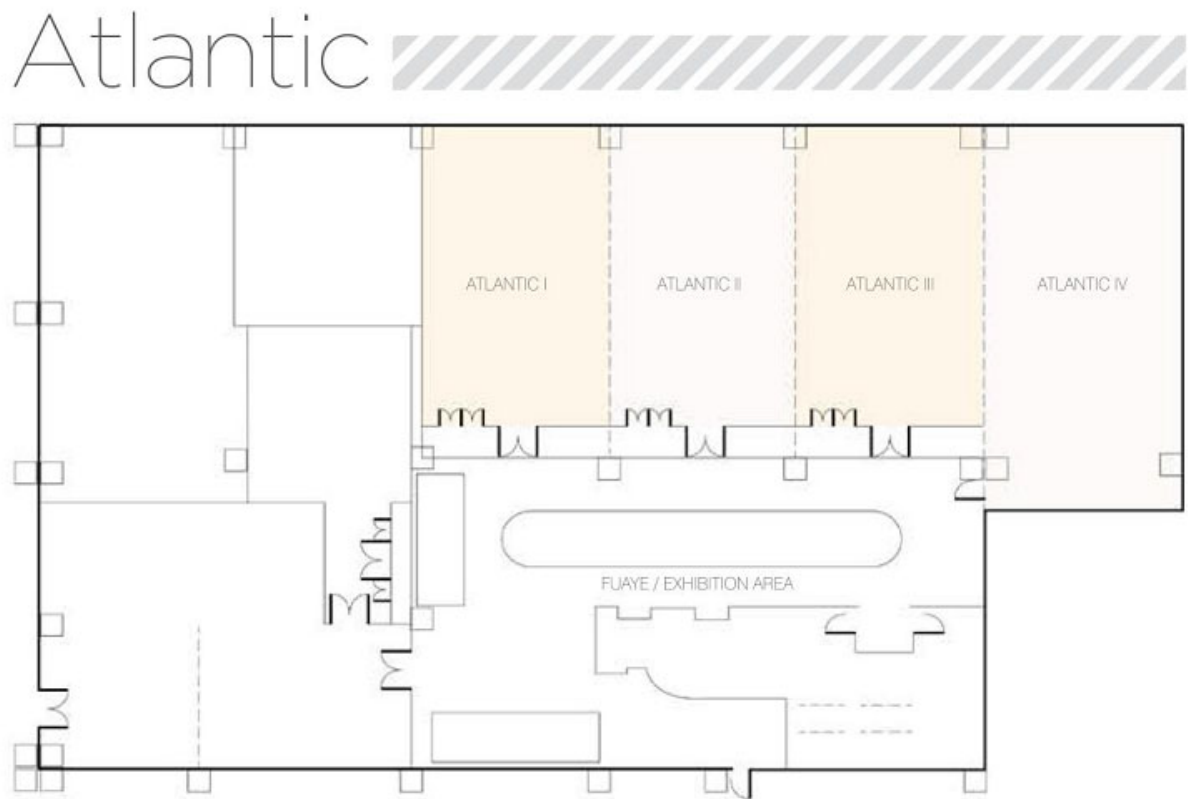 Atlantic
ATLANTIC I
ATLANTIC II
ATLANTIC III
ATLANTIC IV
FUAYE / EXHIBITION AREA